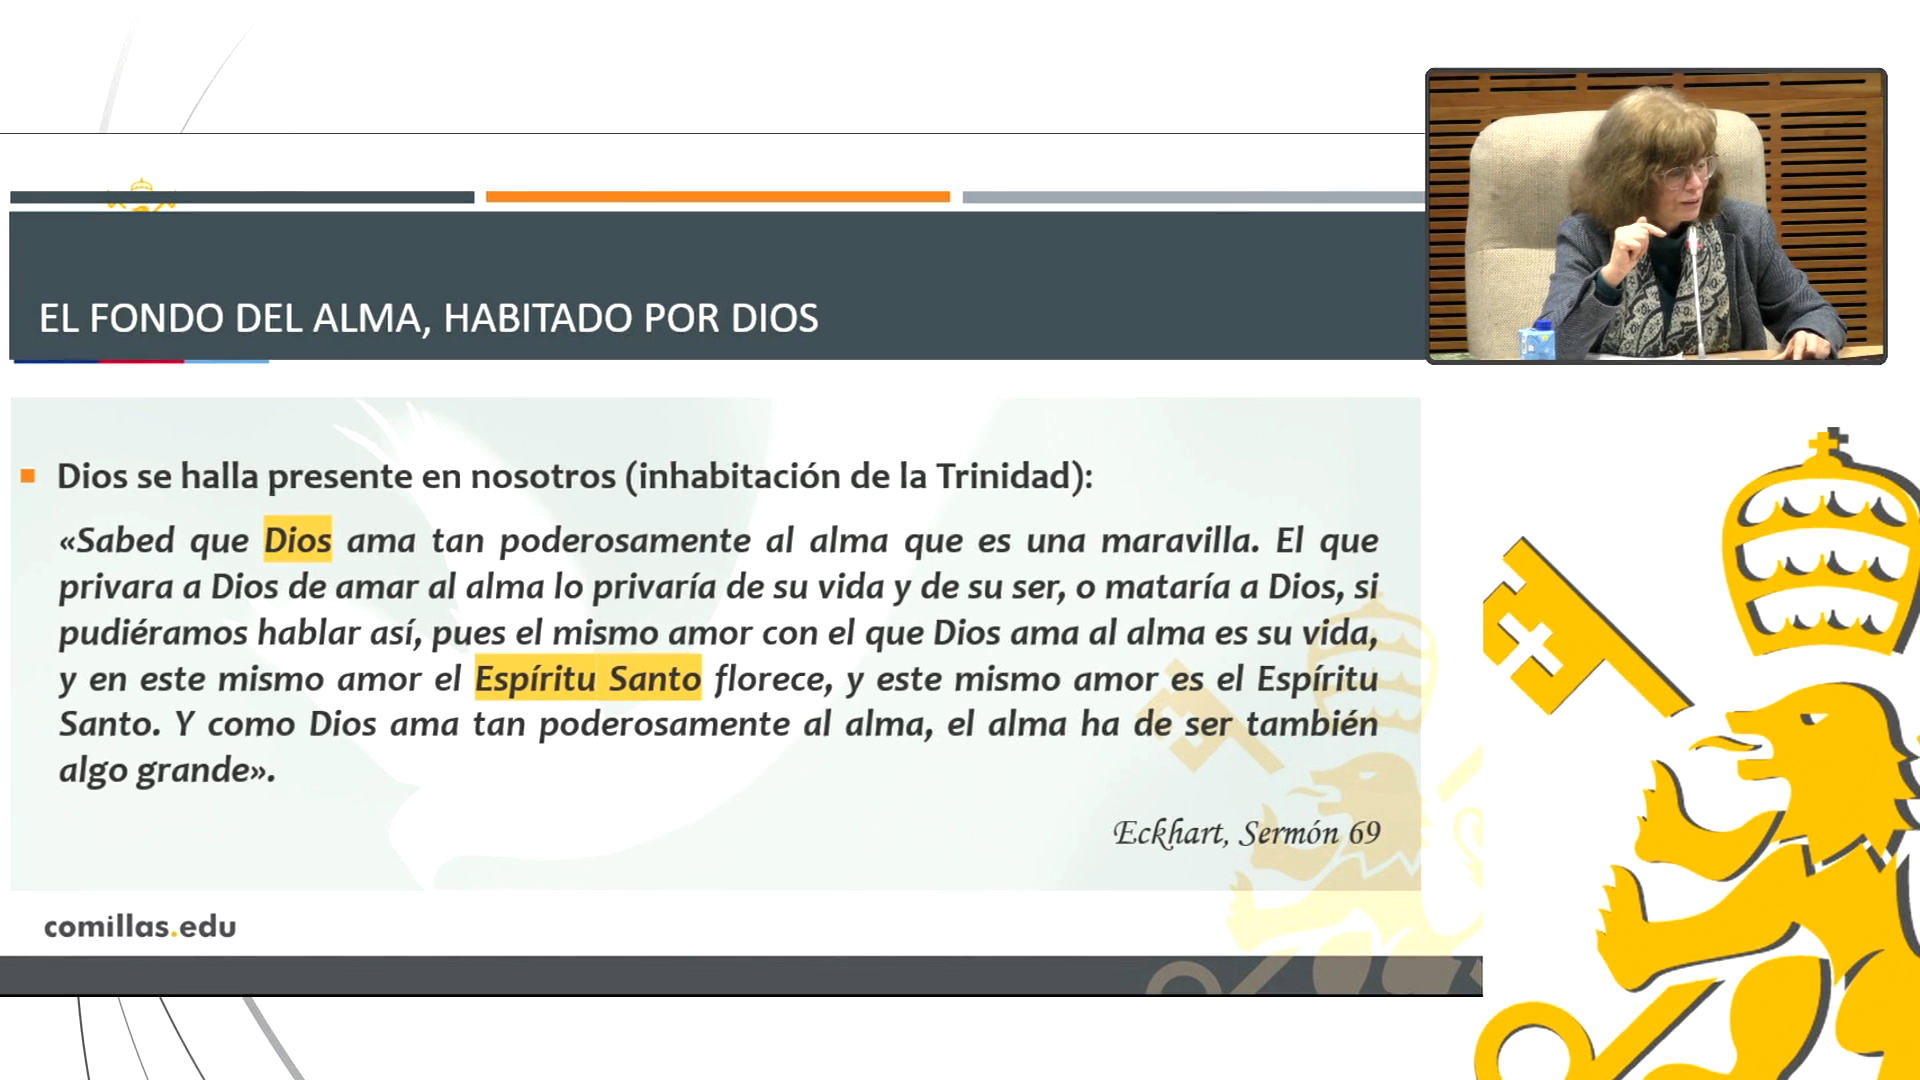 EL FONDO DEL ALMA, HABITADO POR DIOS
Dios se halla presente en nosotros (inhabitación de la Trinidad):
«Sabed que Dios ama tan poderosamente al alma que es una maravilla. El que
privara a Dios de amar al alma lo privaría de su vida y de su ser, o mataría a Dios, si
pudiéramos hablar así, pues el mismo amor con el que Dios ama al alma es su vida,
y en este mismo amor el Espíritu Santo florece, y este mismo amor es el Espíritu
Santo. Y como Dios ama tan poderosamente al alma, el alma ha de ser también
algo grande».
Eckhart, Sermón 69
comillas.edu